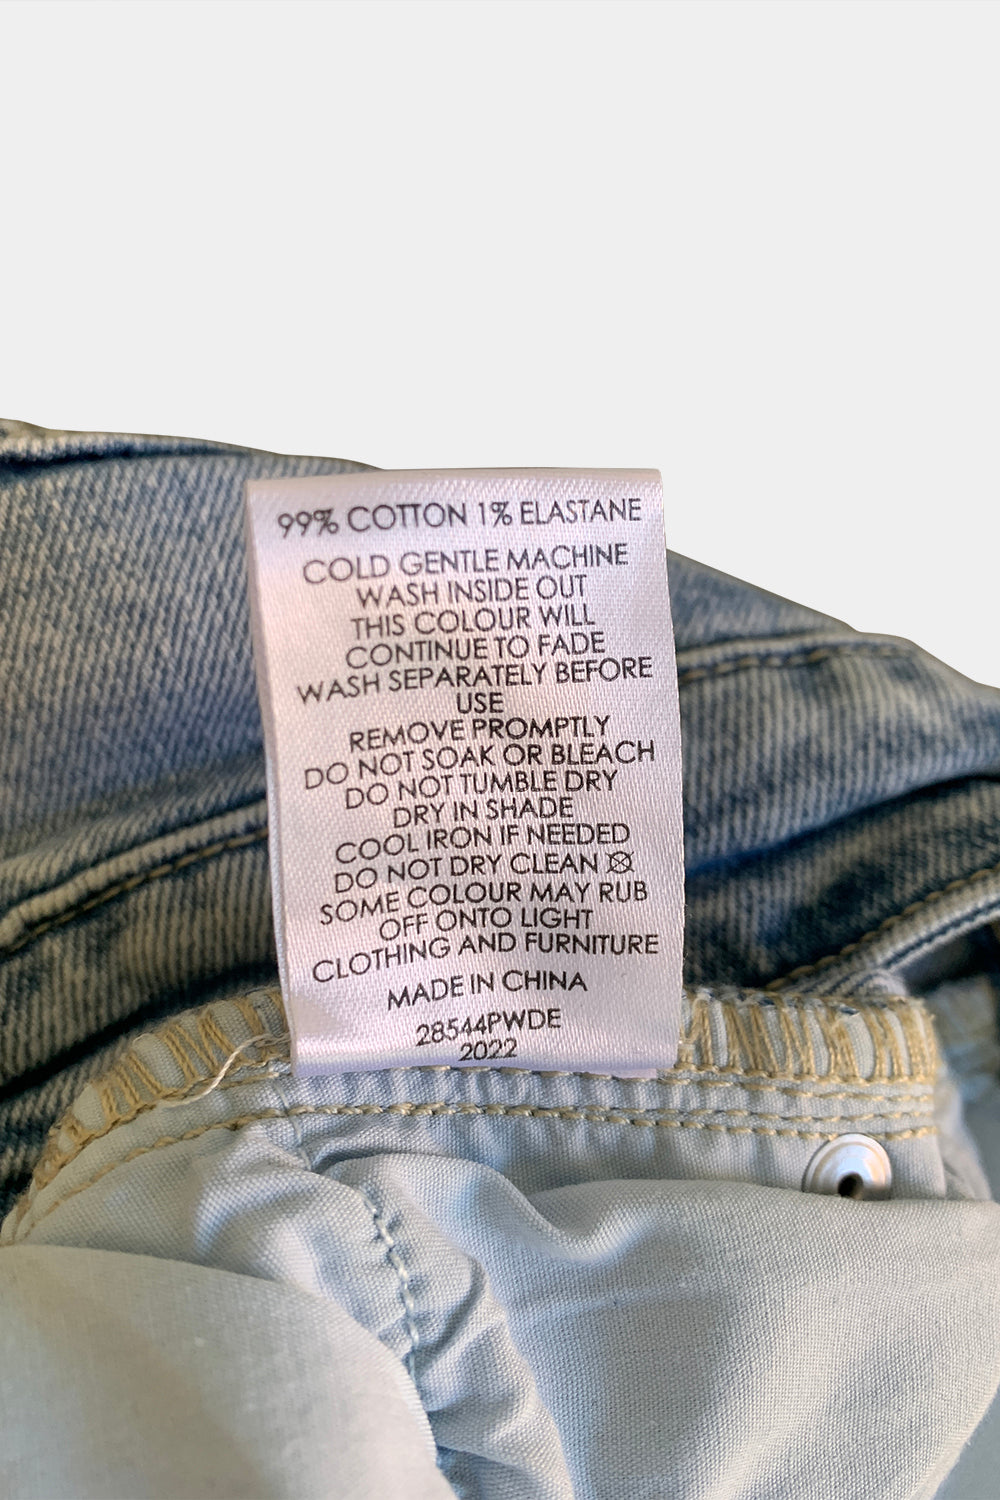 99% COTTON 1% ELASTANE
COLD GENTLE MACHINE
WASH INSIDE OUT
THIS COLOUR WILL
CONTINUE TO FADE
WASH SEPARATELY BEFORE
USE
REMOVE PROMPTLY
DO NOT SOAK OR BLEACH
DO NOT TUMBLE DRY
DRY IN SHADE
COOL IRON IF NEEDED
DO NOT DRY CLEAN
SOME COLOUR MAY RUB
OFF ONTO LIGHT
CLOTHING AND FURNITURE
MADE IN CHINA
28544PWDE
2022